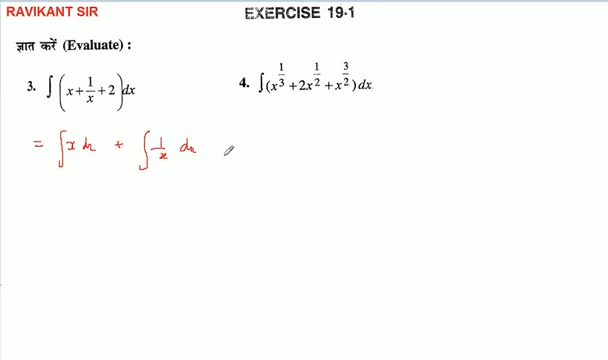 RAVIKANT SIR
EXERCISE 19·1
ज्ञात करें (Evaluate) :
3. ∫(x + 1/x + 2)dx
4. ∫(x^{1/3} + 2x^{1/2} + x^{3/2}) dx
= ∫x dx + ∫1/x dx